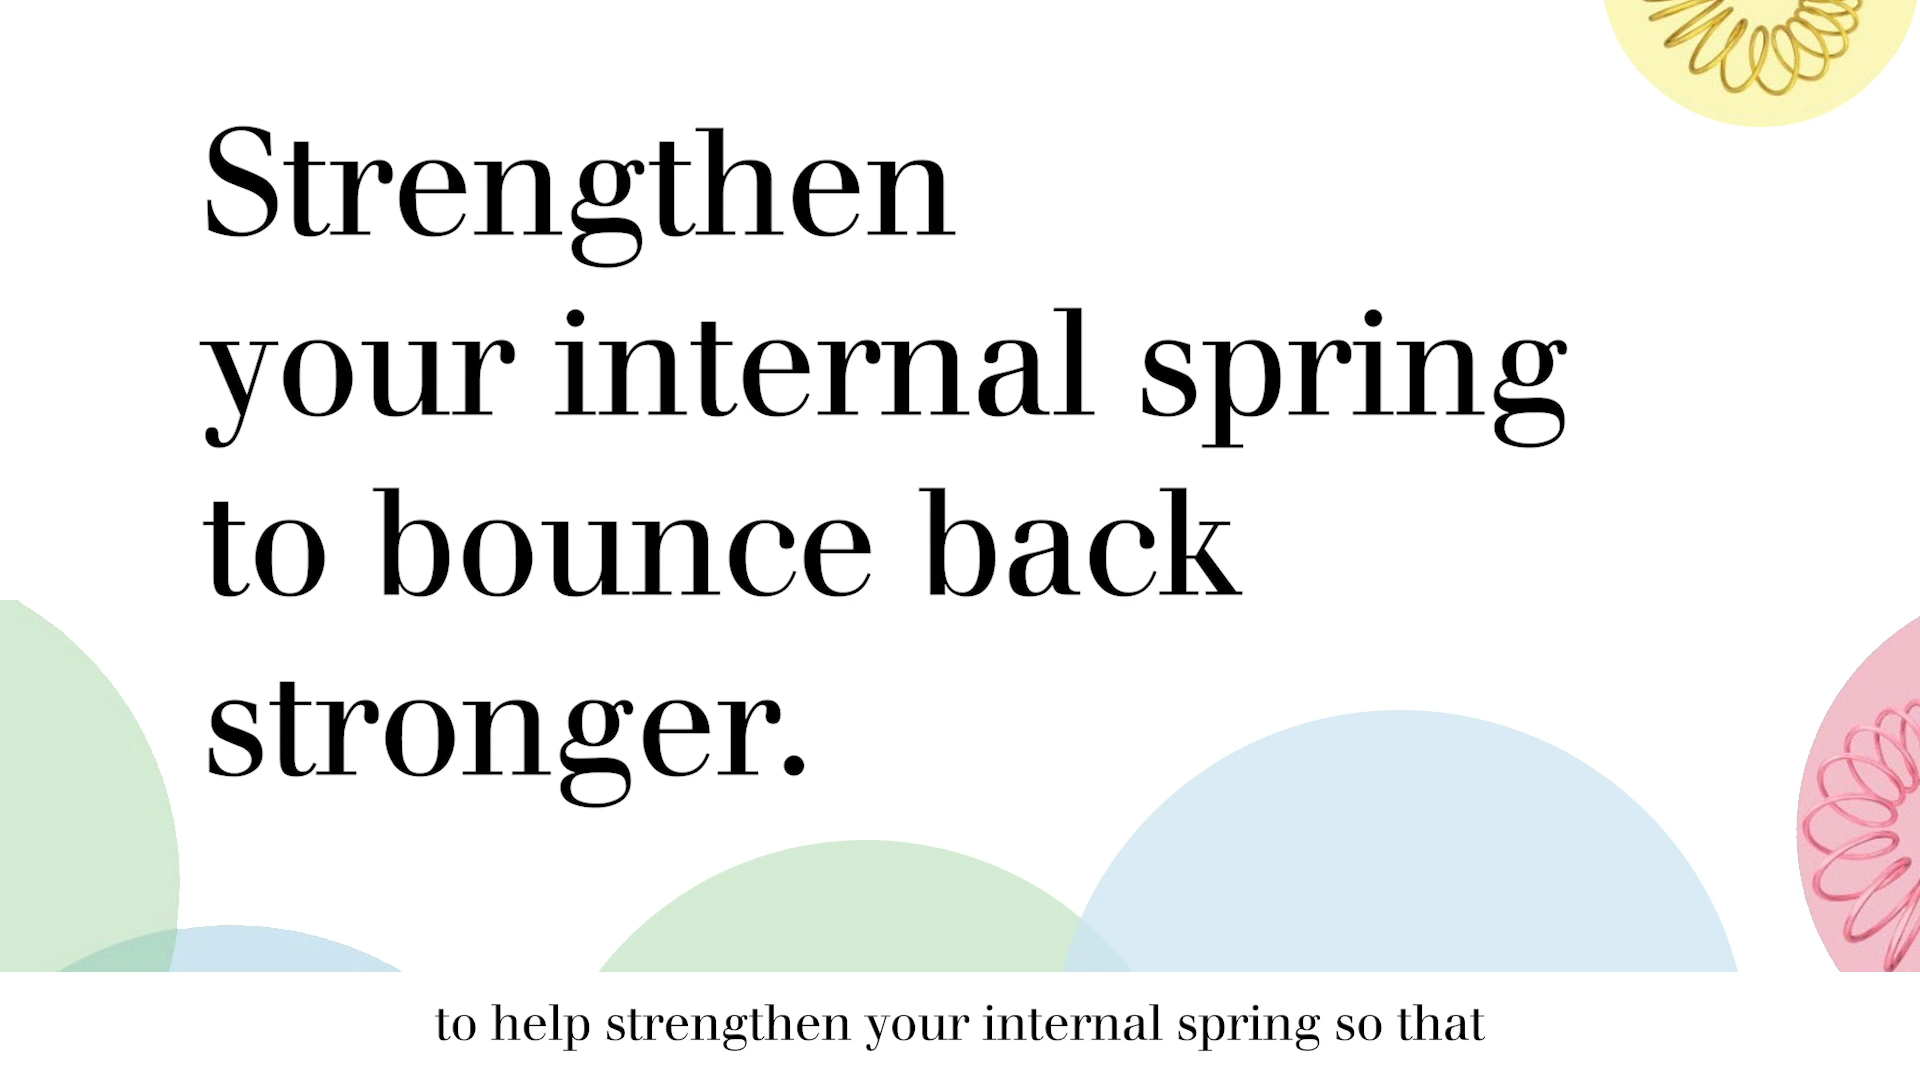 Strengthen
your internal spring
to bounce back
stronger.
to help strengthen your internal spring so that